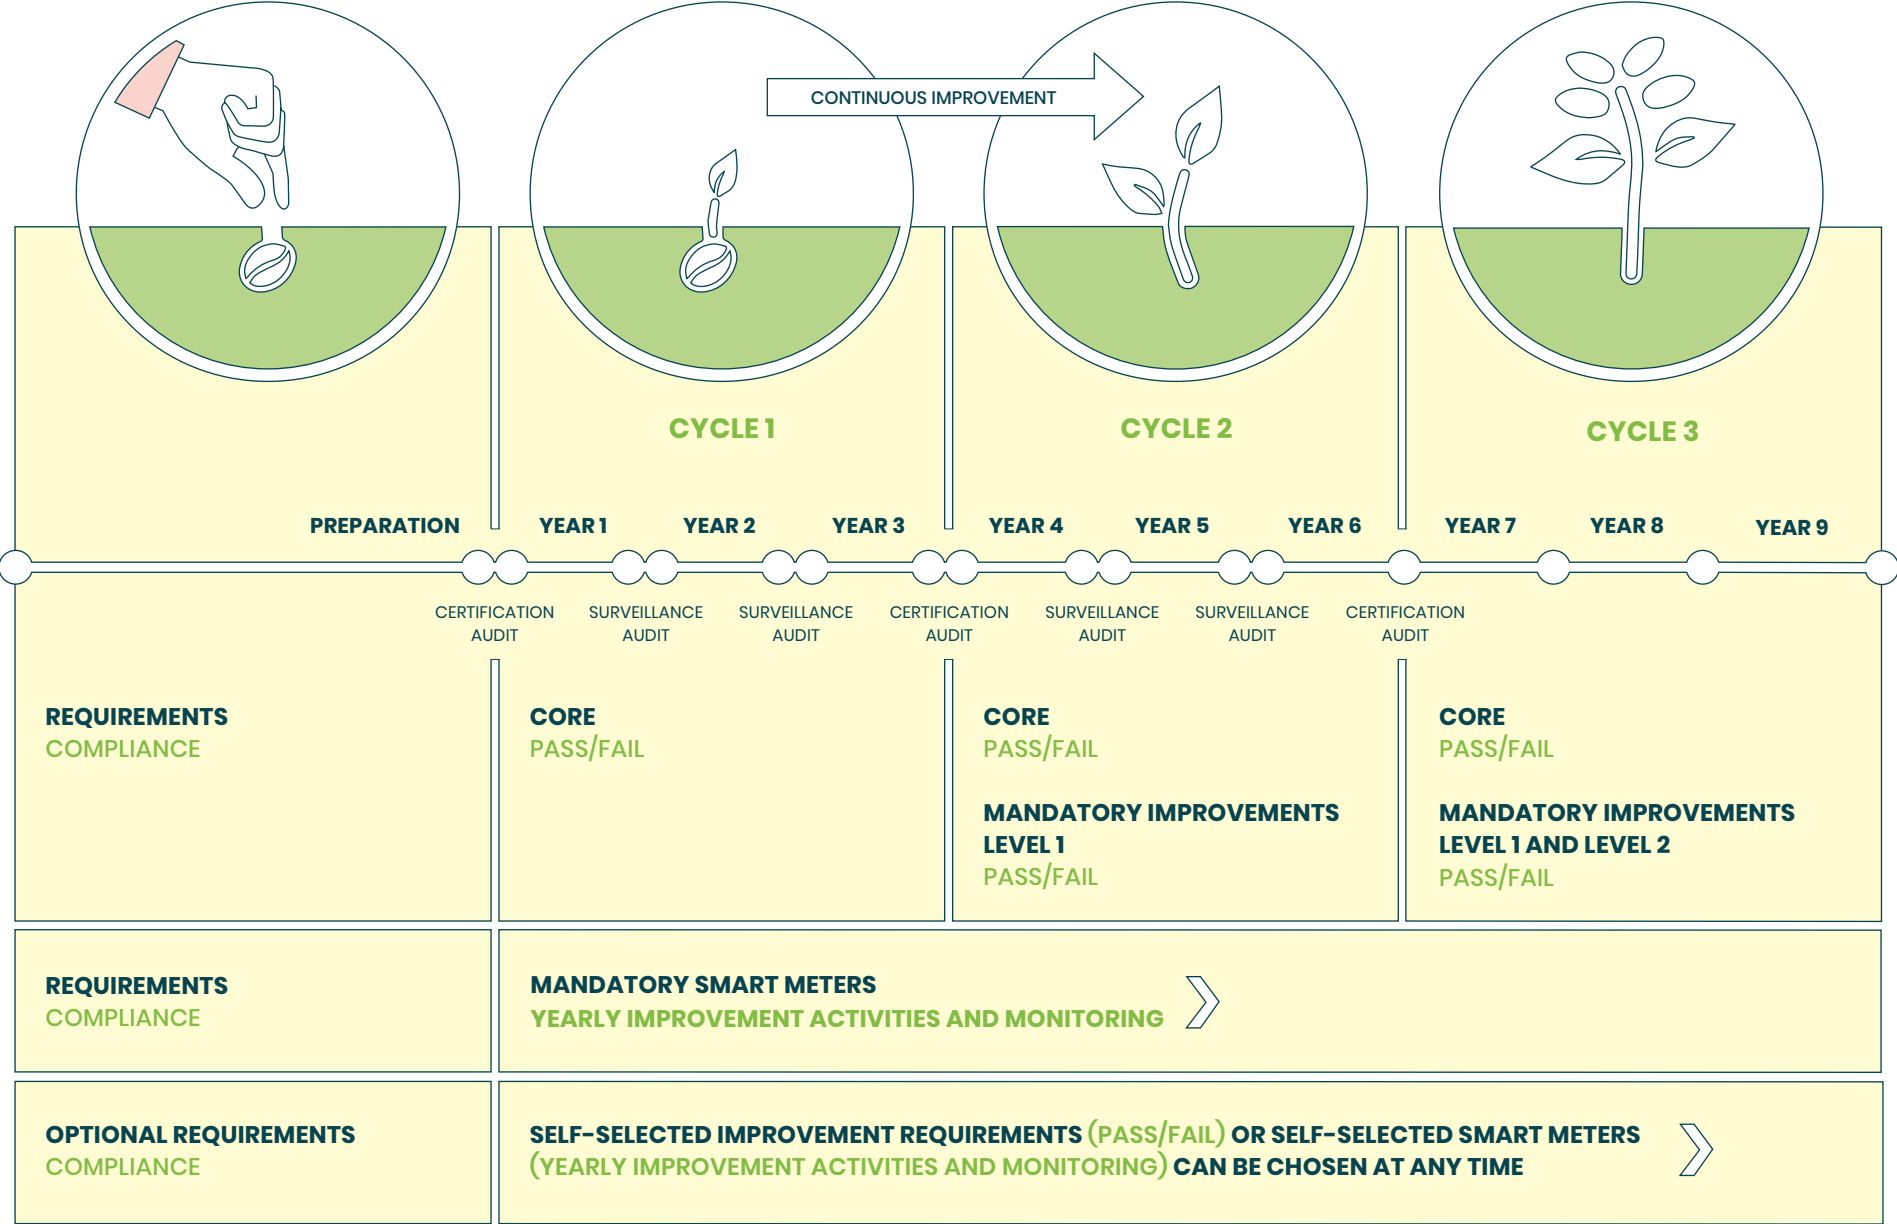 CONTINUOUS IMPROVEMENT
CYCLE 1
CYCLE 2
CYCLE 3
PREPARATION
YEAR 1
YEAR 2
YEAR 3
YEAR 4
YEAR 5
YEAR 6
YEAR 7
YEAR 8
YEAR 9
CERTIFICATION
AUDIT
SURVEILLANCE
AUDIT
SURVEILLANCE
AUDIT
CERTIFICATION
AUDIT
SURVEILLANCE
AUDIT
SURVEILLANCE
AUDIT
CERTIFICATION
AUDIT
REQUIREMENTS
COMPLIANCE
CORE
PASS/FAIL
CORE
PASS/FAIL
MANDATORY IMPROVEMENTS
LEVEL 1
PASS/FAIL
CORE
PASS/FAIL
MANDATORY IMPROVEMENTS
LEVEL 1 AND LEVEL 2
PASS/FAIL
REQUIREMENTS
COMPLIANCE
MANDATORY SMART METERS
YEARLY IMPROVEMENT ACTIVITIES AND MONITORING
OPTIONAL REQUIREMENTS
COMPLIANCE
SELF-SELECTED IMPROVEMENT REQUIREMENTS (PASS/FAIL) OR SELF-SELECTED SMART METERS
(YEARLY IMPROVEMENT ACTIVITIES AND MONITORING) CAN BE CHOSEN AT ANY TIME